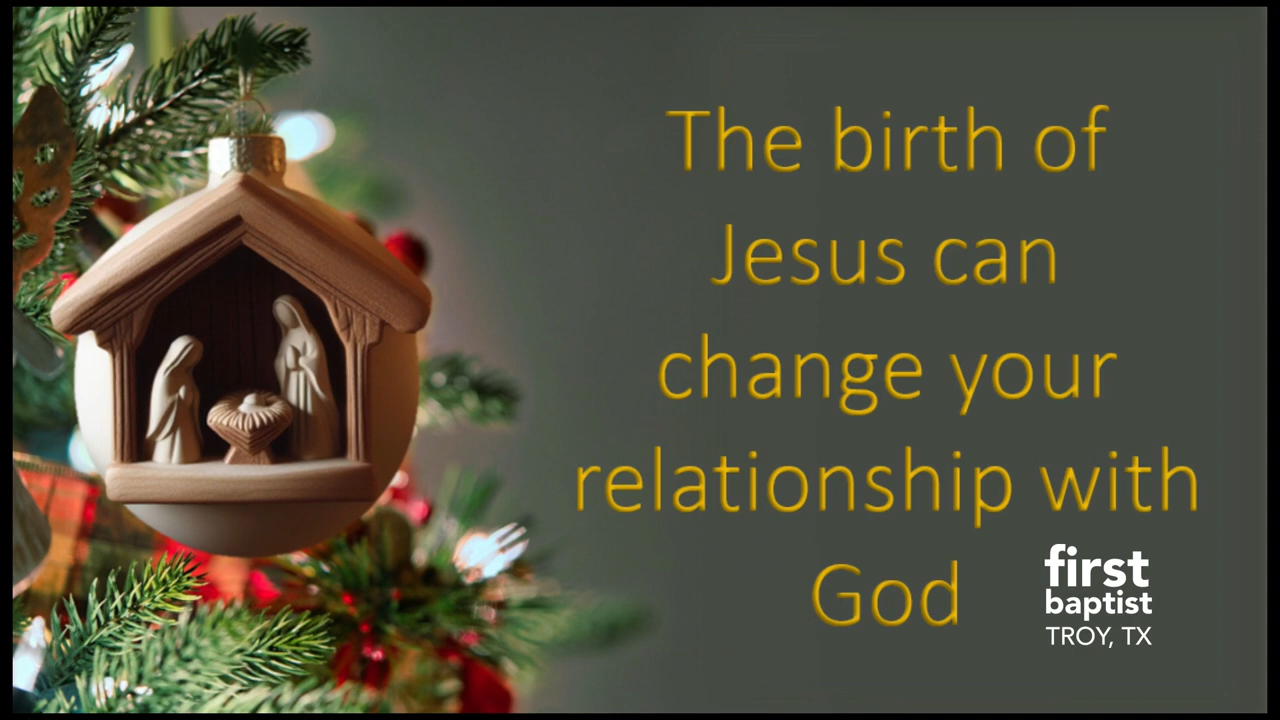 The birth of
Jesus can
change your
relationship with
God
first
baptist
TROY, TX